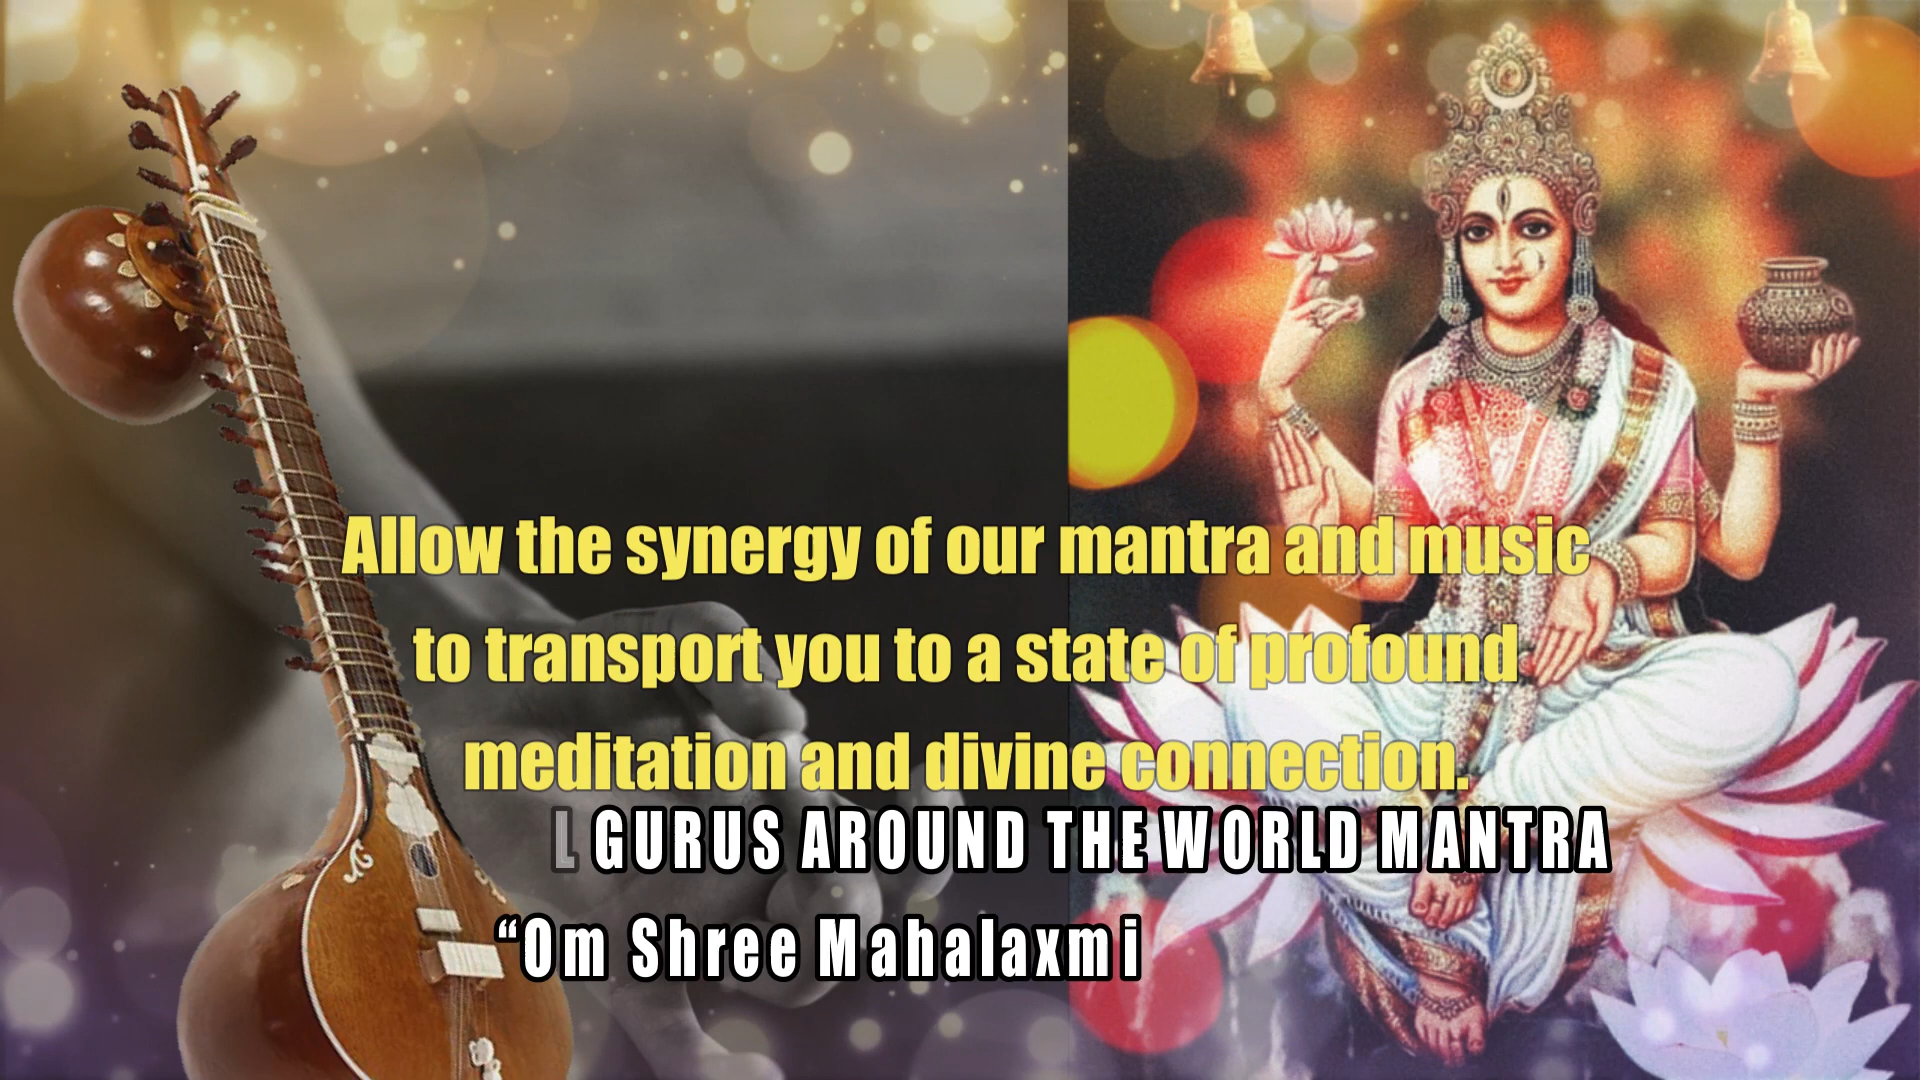 Allow the synergy of our mantra and music
to transport you to a state of profound
meditation and divine connection.
L GURUS AROUND THE WORLD MANTRA
“Om Shree Mahalaxmi